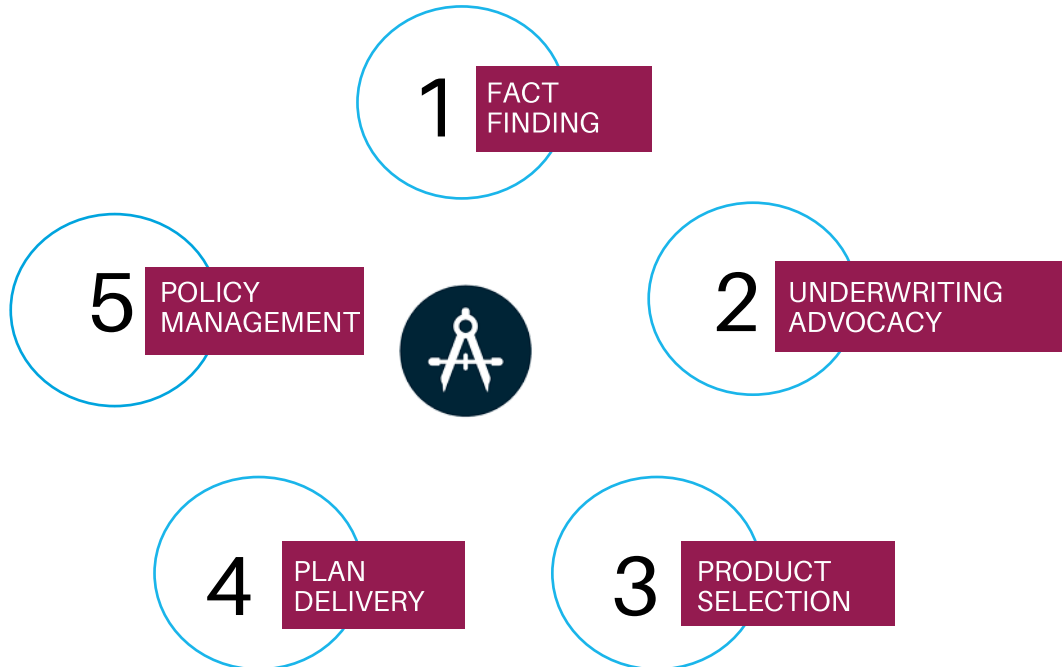 1
FACT
FINDING
2
UNDERWRITING
ADVOCACY
3
PRODUCT
SELECTION
4
PLAN
DELIVERY
5
POLICY
MANAGEMENT